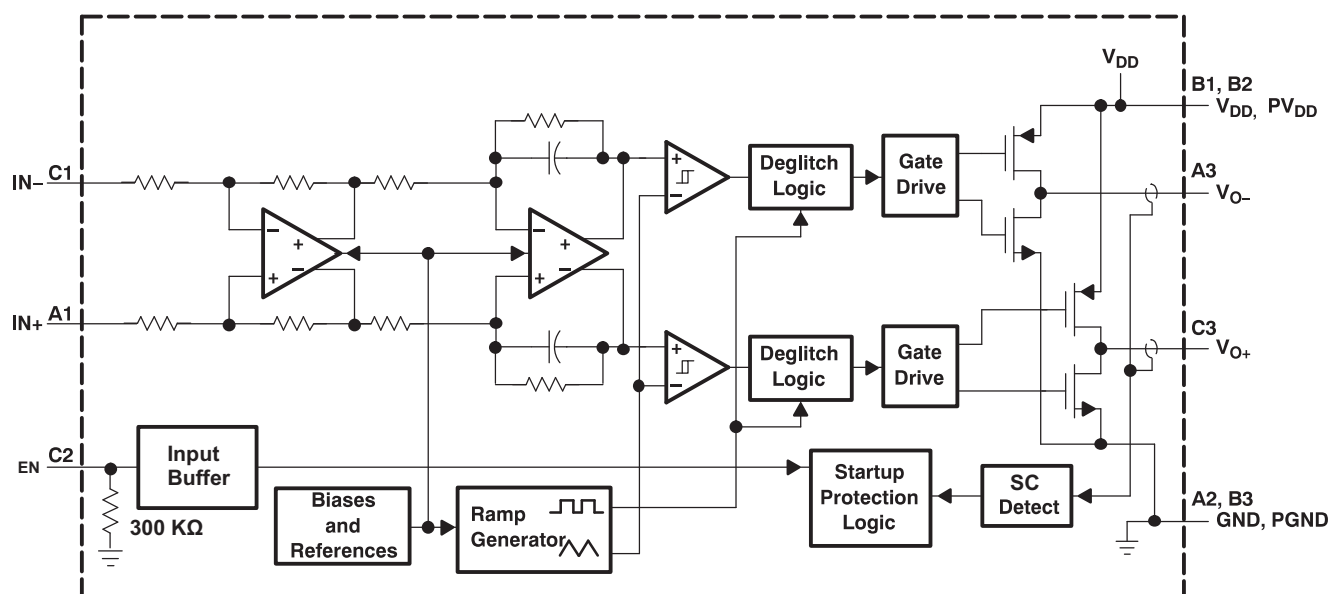 VDD
B1, B2
VDD, PVDD
IN– C1
+
–
Deglitch
Logic
Gate
Drive
A3
VO–
–
+
+
–
–
+
+
–
IN+ A1
+
–
Deglitch
Logic
Gate
Drive
C3
VO+
EN C2
Input
Buffer
300 KΩ
Biases
and
References
Ramp
Generator
Startup
Protection
Logic
SC
Detect
A2, B3
GND, PGND